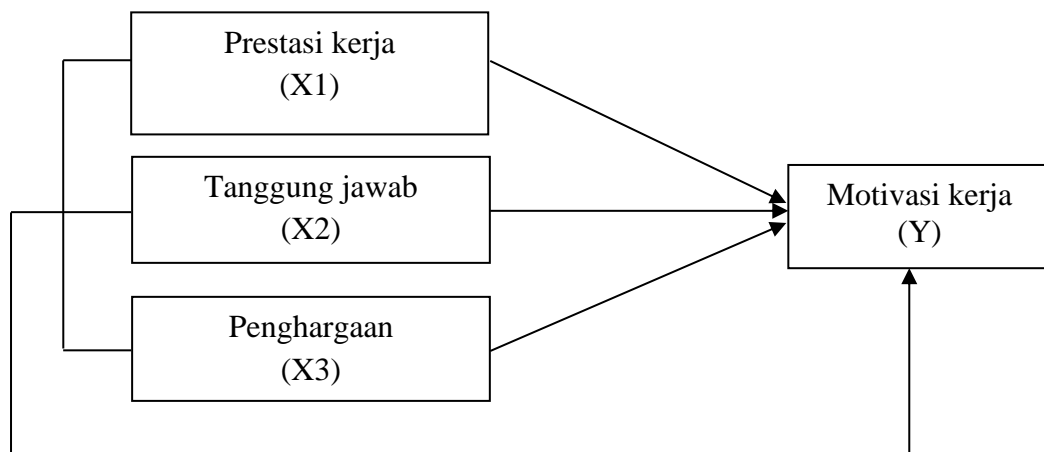 Prestasi kerja
(X1)
Tanggung jawab
(X2)
Penghargaan
(X3)
Motivasi kerja
(Y)